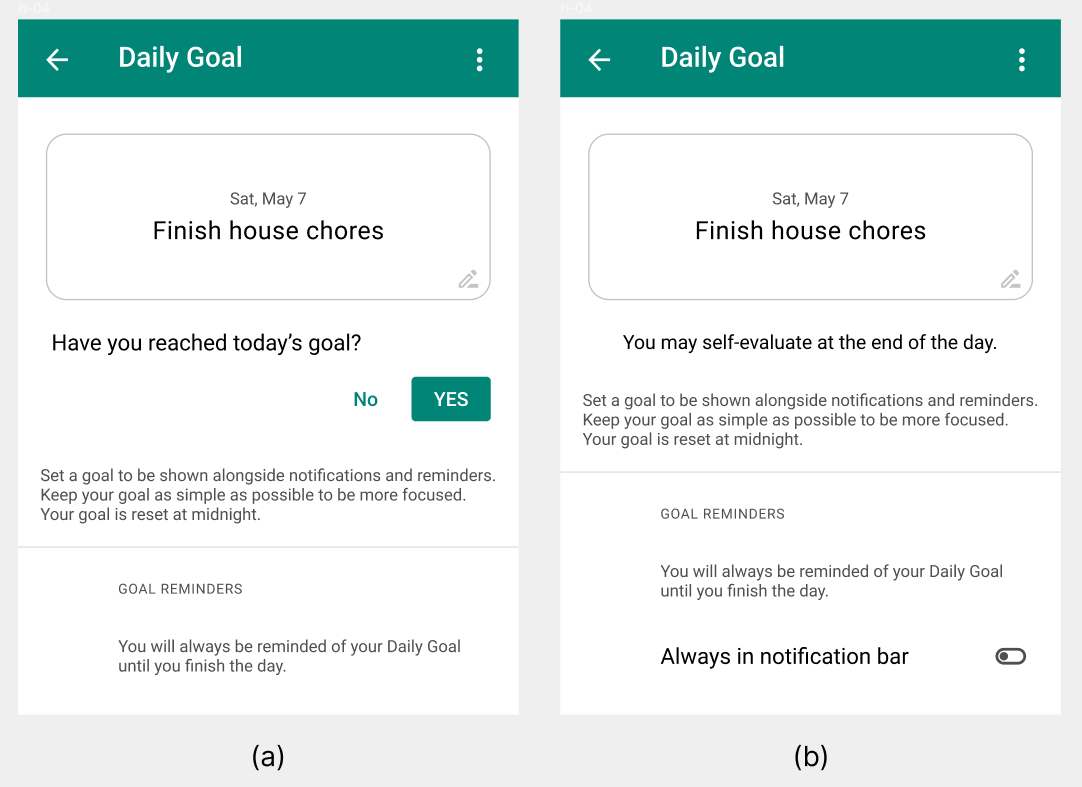 h-04
Daily Goal
Sat, May 7
Finish house chores
Have you reached today’s goal?
No
YES
Set a goal to be shown alongside notifications and reminders.
Keep your goal as simple as possible to be more focused.
Your goal is reset at midnight.
GOAL REMINDERS
You will always be reminded of your Daily Goal
until you finish the day.
(a)
h-04
Daily Goal
Sat, May 7
Finish house chores
You may self-evaluate at the end of the day.
Set a goal to be shown alongside notifications and reminders.
Keep your goal as simple as possible to be more focused.
Your goal is reset at midnight.
GOAL REMINDERS
You will always be reminded of your Daily Goal
until you finish the day.
Always in notification bar
(b)